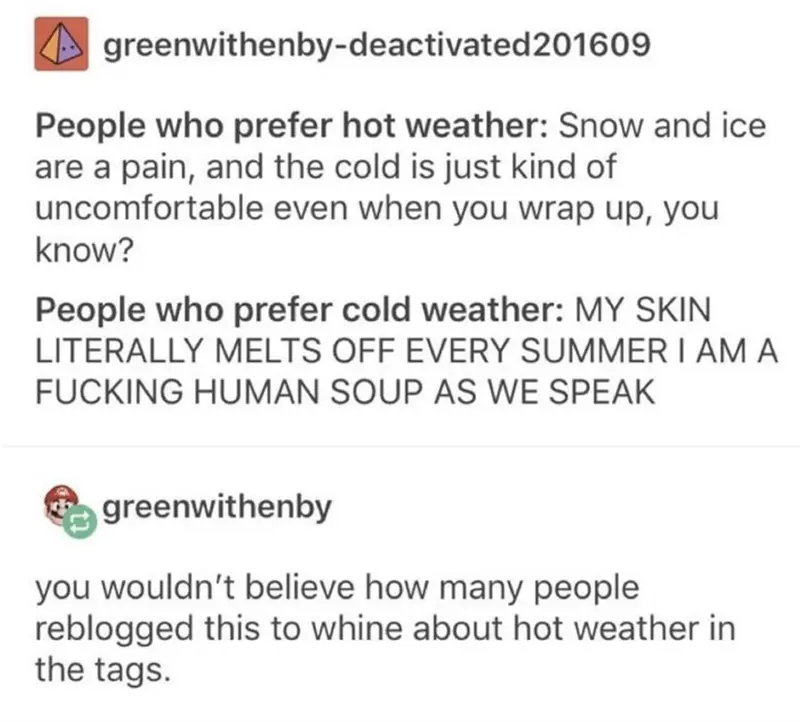 greenwithenby-deactivated201609
People who prefer hot weather: Snow and ice
are a pain, and the cold is just kind of
uncomfortable even when you wrap up, you
know?
People who prefer cold weather: MY SKIN
LITERALLY MELTS OFF EVERY SUMMER I AM A
FUCKING HUMAN SOUP AS WE SPEAK
greenwithenby
you wouldn't believe how many people
reblogged this to whine about hot weather in
the tags.